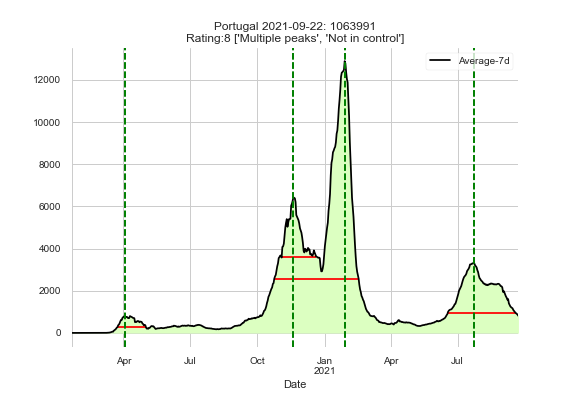 Portugal 2021-09-22: 1063991
Rating:8 ['Multiple peaks', 'Not in control']
Average-7d
12000
10000
8000
6000
4000
2000
0
Apr
Jul
Oct
Jan
2021
Apr
Jul
Date